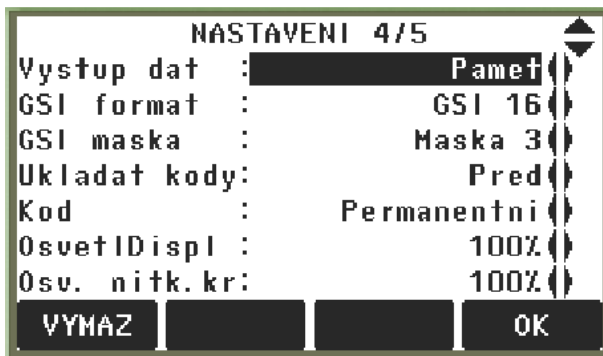 NASTAVENI 4/5
Vystup dat : Pamet
GSI format : GSI 16
GSI maska : Maska 3
Ukladat kody: Pred
Kod : Permanentni
OsvetlDispl : 100%
Osv. nitk.kr: 100%
VYMAZ OK